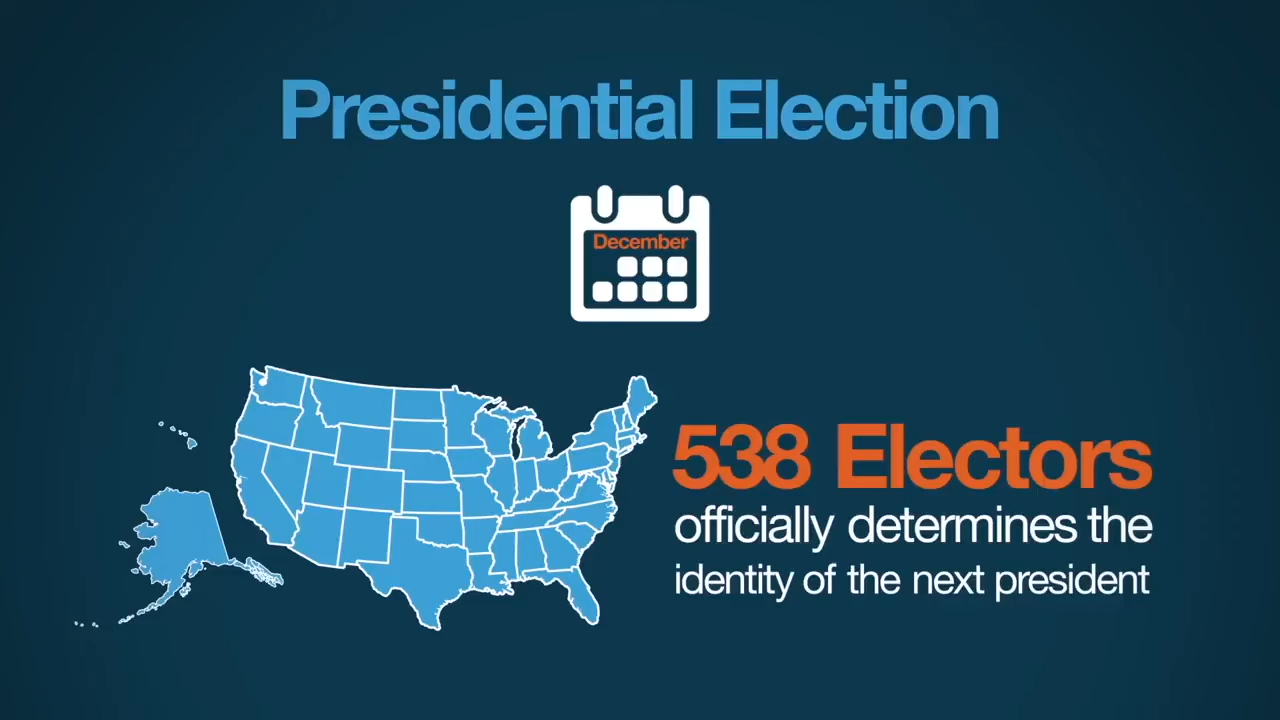 Presidential Election
December
538 Electors
officially determines the
identity of the next president